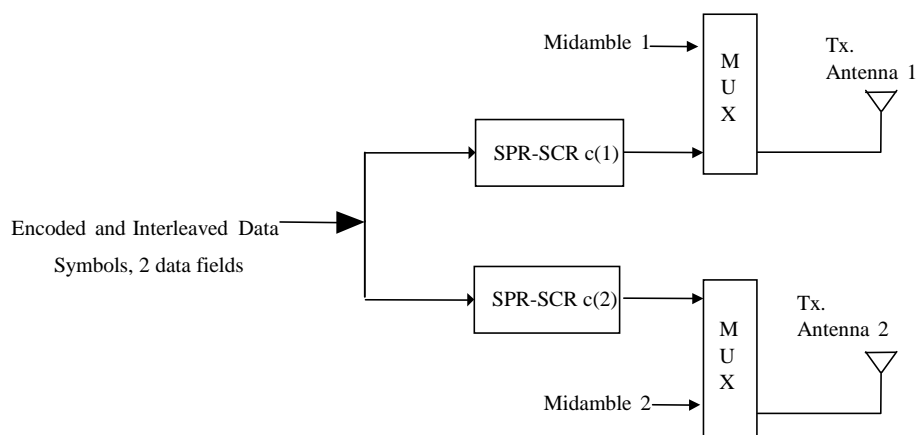 Midamble 1
M
U
X
Tx.
Antenna 1
SPR-SCR c(1)
Encoded and Interleaved Data
Symbols, 2 data fields
SPR-SCR c(2)
Tx.
Antenna 2
M
U
X
Midamble 2